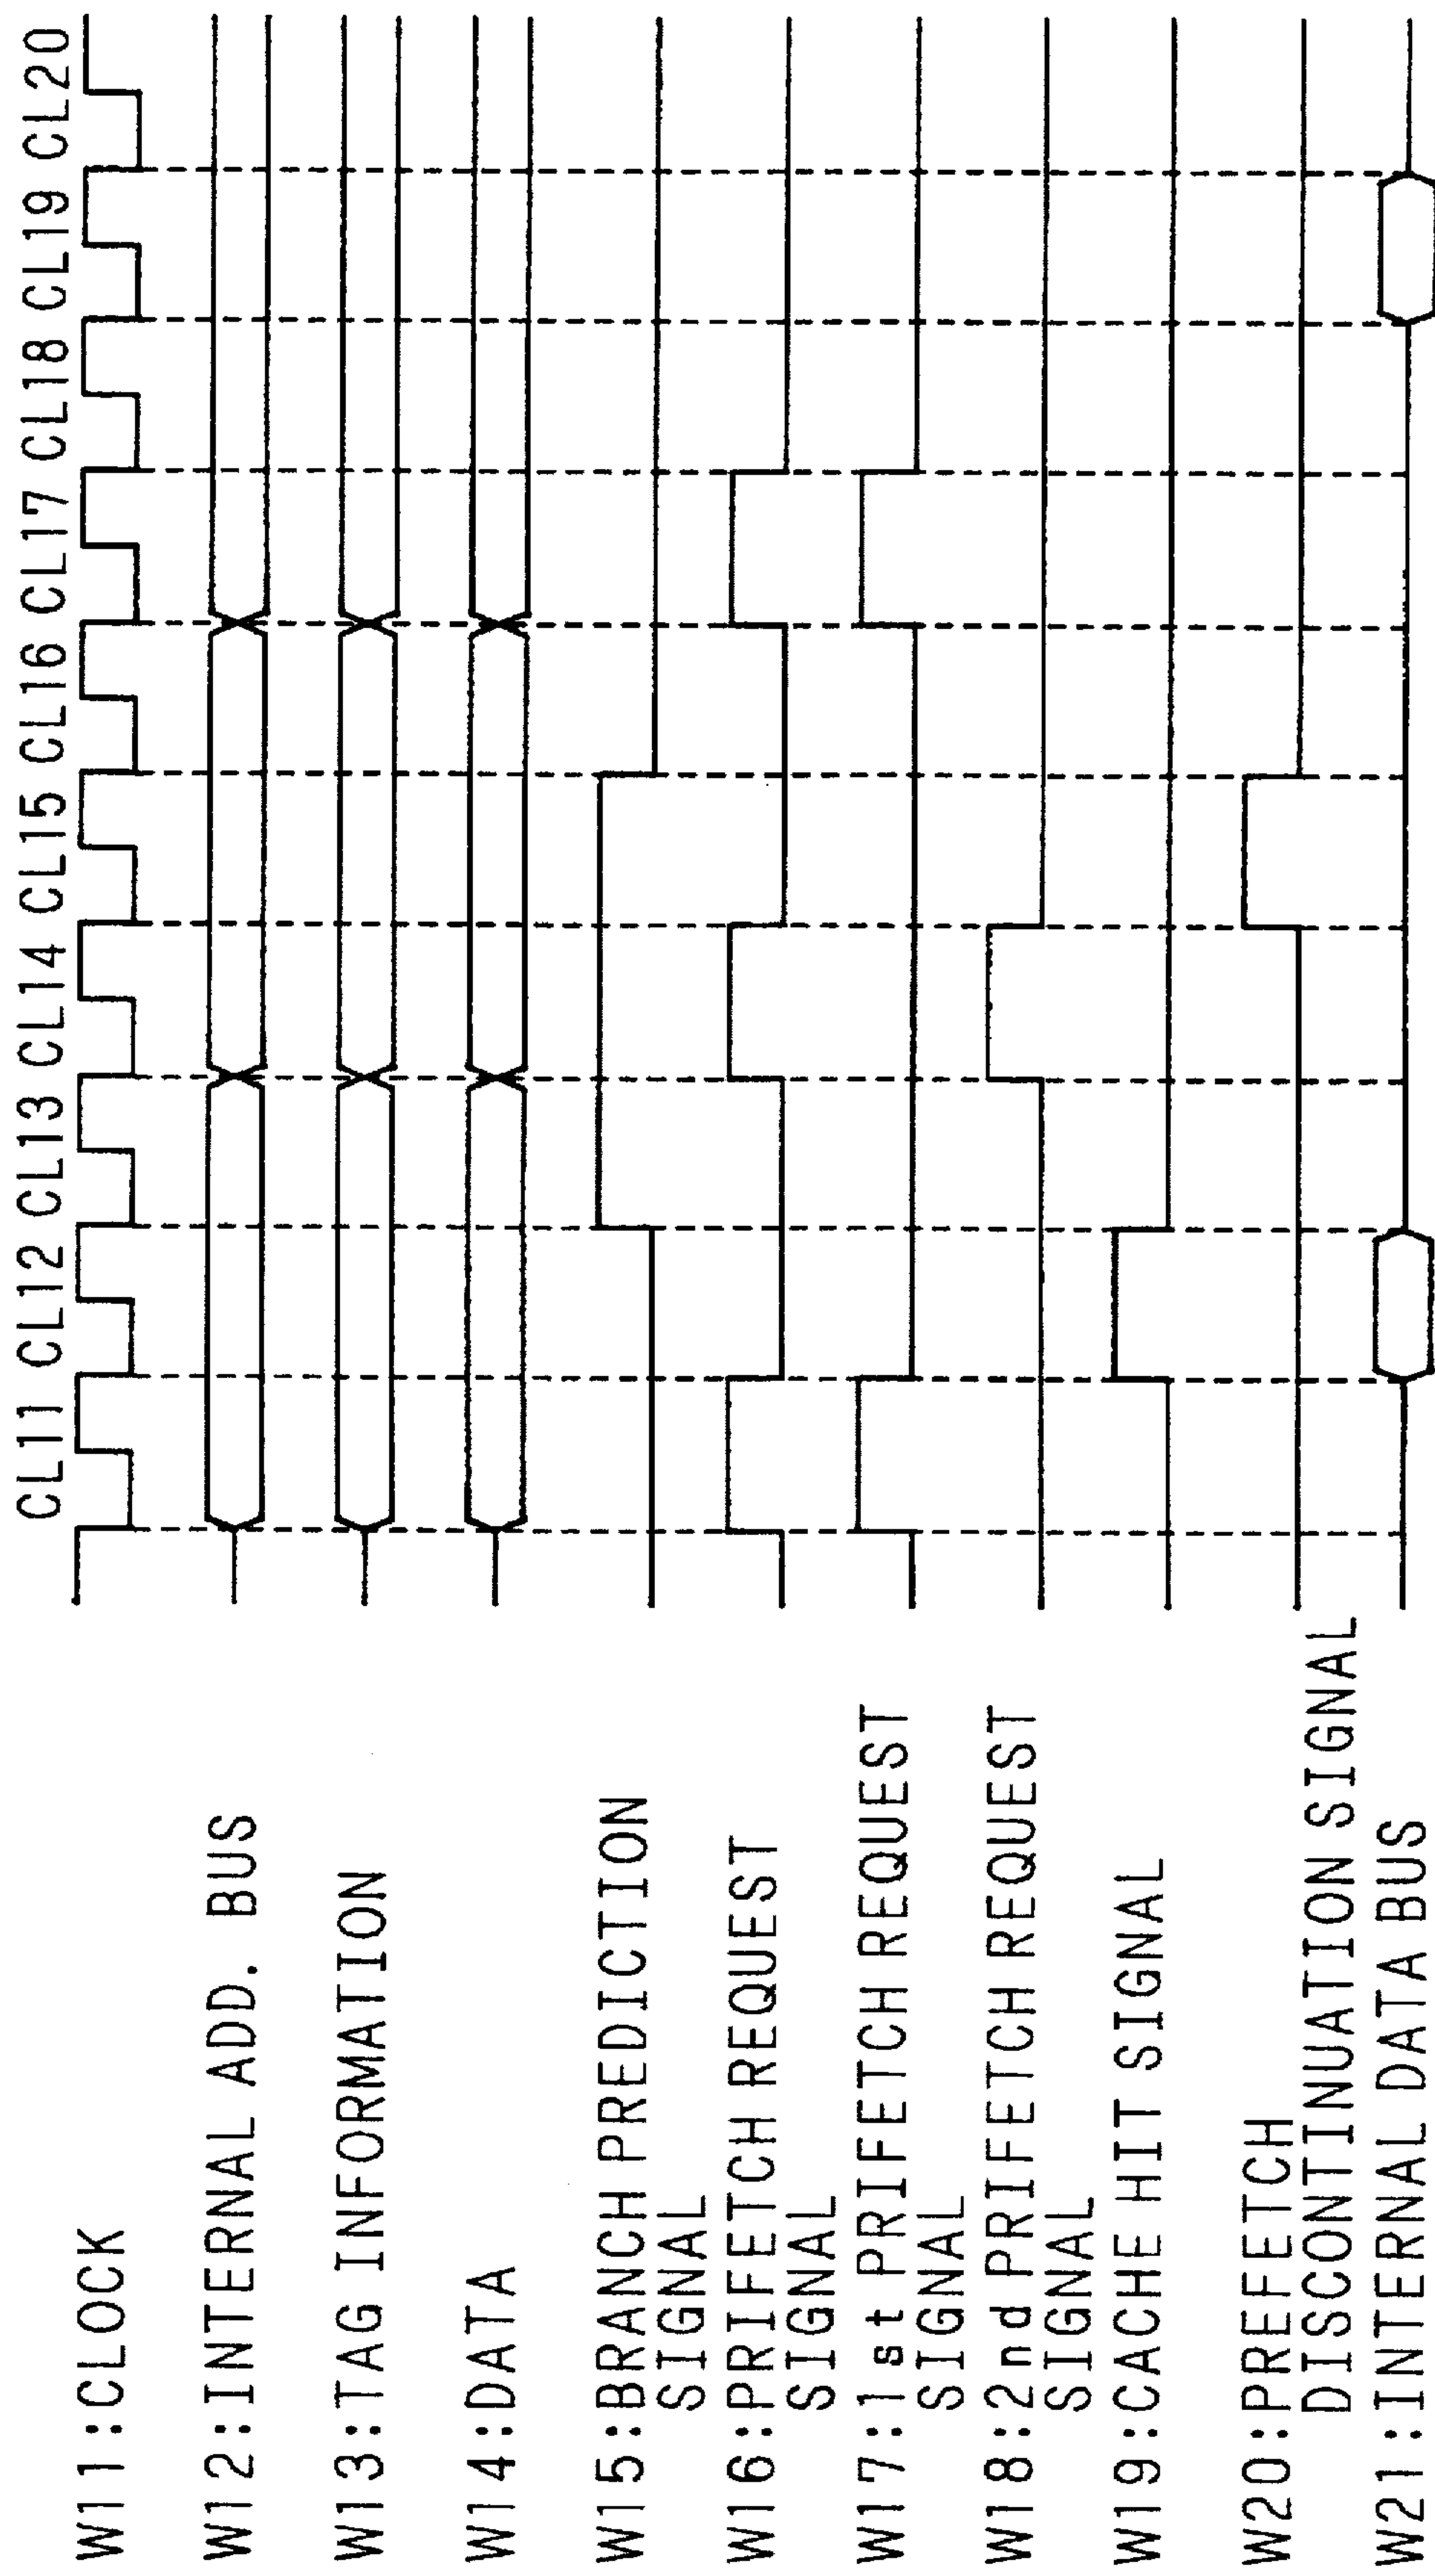 CL11 CL12 CL13 CL14 CL15 CL16 CL17 CL18 CL19 CL20
W11:CLOCK
W12:INTERNAL ADD. BUS
W13:TAG INFORMATION
W14:DATA
W15:BRANCH PREDICTION
SIGNAL
W16:PRIFETCH REQUEST
SIGNAL
W17:1st PRIFETCH REQUEST
SIGNAL
W18:2nd PRIFETCH REQUEST
SIGNAL
W19:CACHE HIT SIGNAL
W20:PREFETCH
DISCONTINUATION SIGNAL
W21:INTERNAL DATA BUS